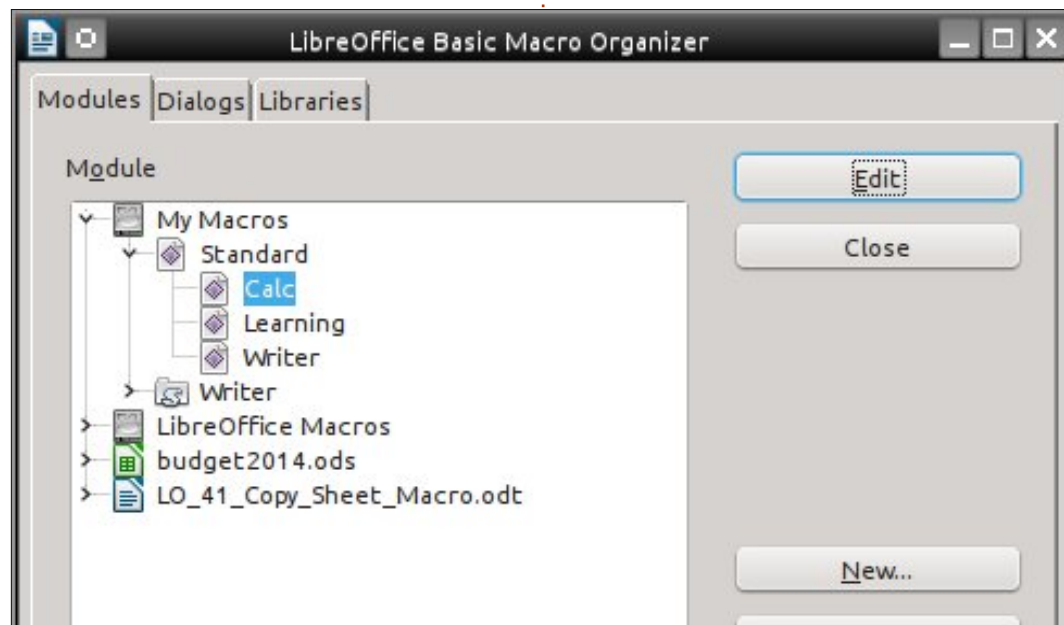 LibreOffice Basic Macro Organizer
Modules Dialogs Libraries
Module
Edit
My Macros
Close
Standard
Calc
Learning
Writer
Writer
LibreOffice Macros
budget2014.ods
LO_41_Copy_Sheet_Macro.odt
New...